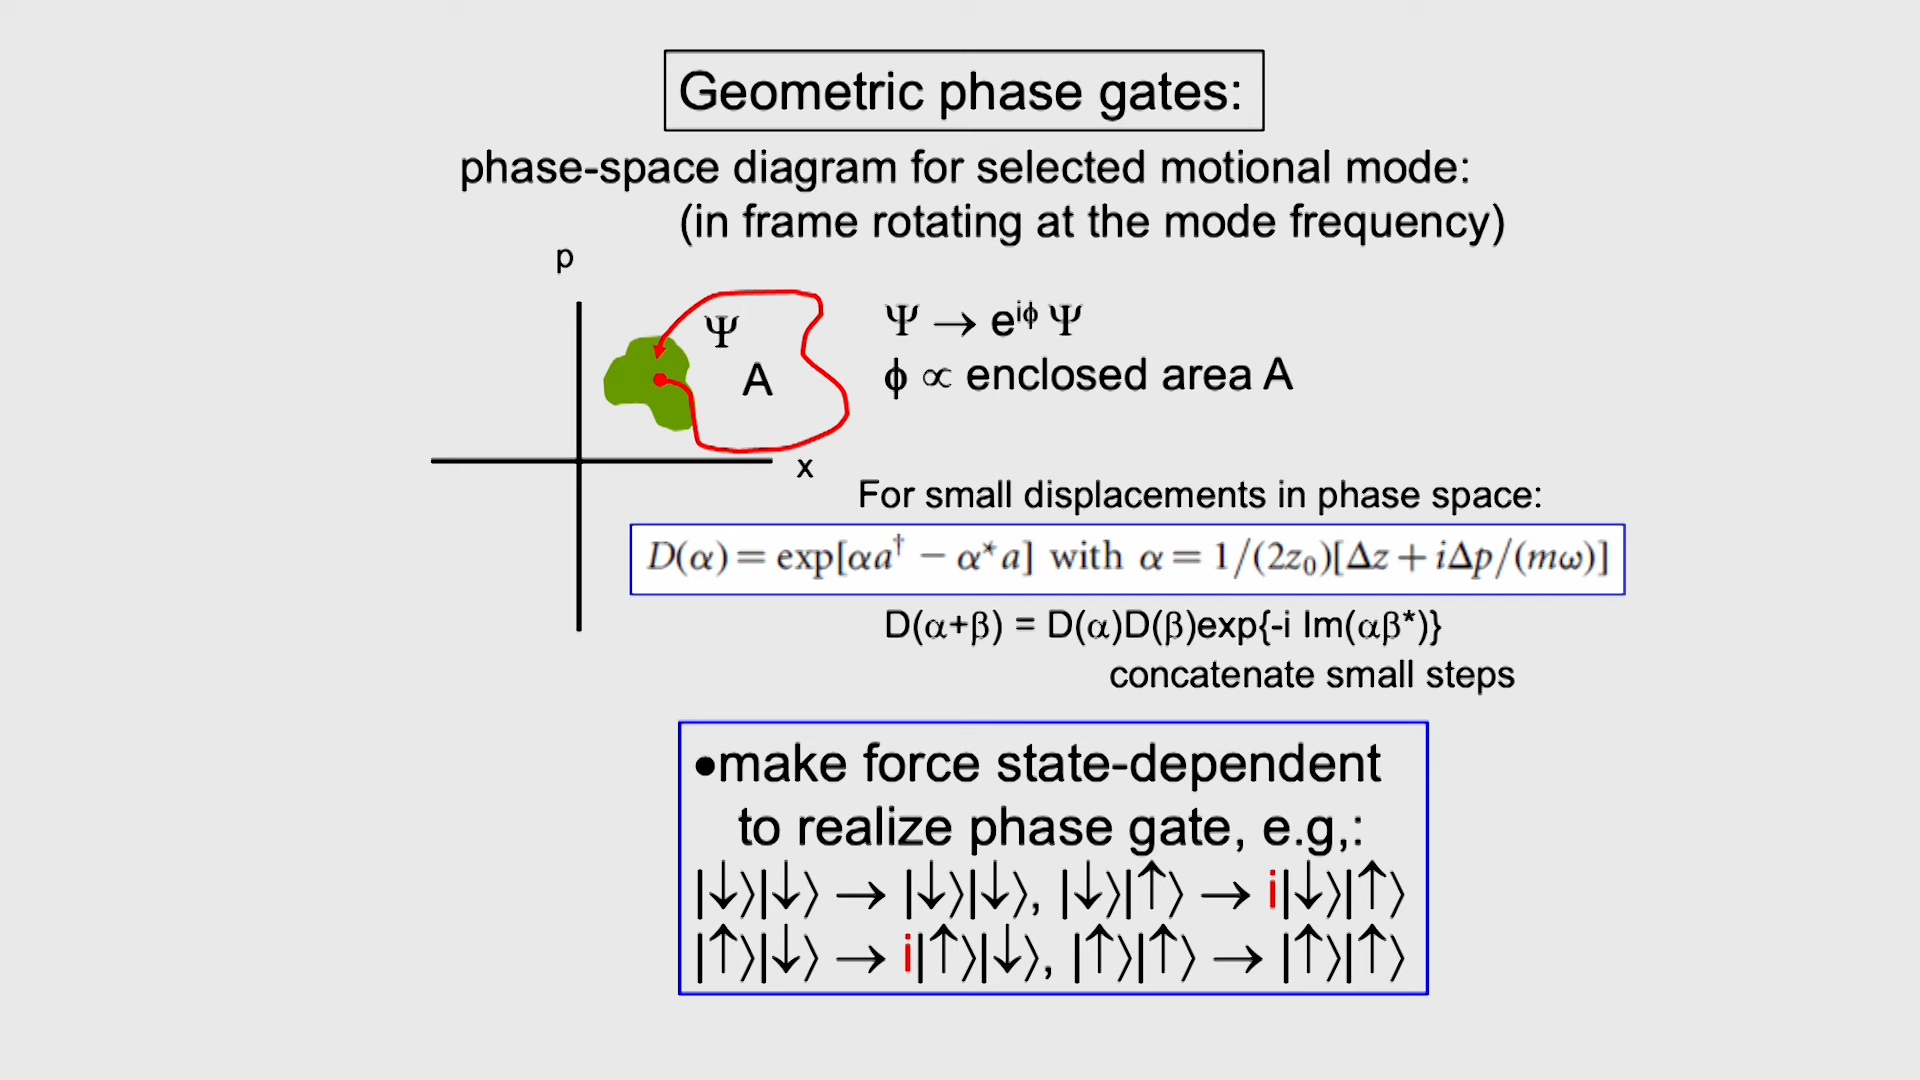 Geometric phase gates:
phase-space diagram for selected motional mode:
(in frame rotating at the mode frequency)
p
Ψ
A
x
Ψ → e^{iϕ} Ψ
ϕ ∝ enclosed area A
For small displacements in phase space:
D(α) = exp[αa† − α*a] with α = 1/(2z₀)[Δz + iΔp/(mω)]
D(α+β) = D(α)D(β)exp{-i Im(αβ*)}
concatenate small steps
•make force state-dependent
to realize phase gate, e.g,:
|↓⟩|↓⟩ → |↓⟩|↓⟩, |↓⟩|↑⟩ → i|↓⟩|↑⟩
|↑⟩|↓⟩ → i|↑⟩|↓⟩, |↑⟩|↑⟩ → |↑⟩|↑⟩